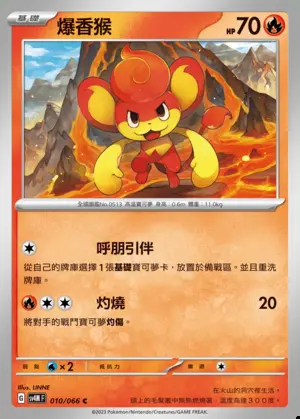 基礎 爆香猴 HP70
全國圖鑑No.0513 高溫寶可夢 身高：0.6m 體重：11.0kg
呼朋引伴
從自己的牌庫選擇1張基礎寶可夢卡，放置於備戰區。並且重洗
牌庫。
灼燒 20
將對手的戰鬥寶可夢灼傷。
弱點 ×2 抵抗力 撤退
Illus. UNNE
G SV4M F 010/066 C
在火山的洞穴裡生活。
頭上的毛髮叢中熊熊燃燒著，溫度高達３００度。
©2023 Pokémon/Nintendo/Creatures/GAME FREAK.